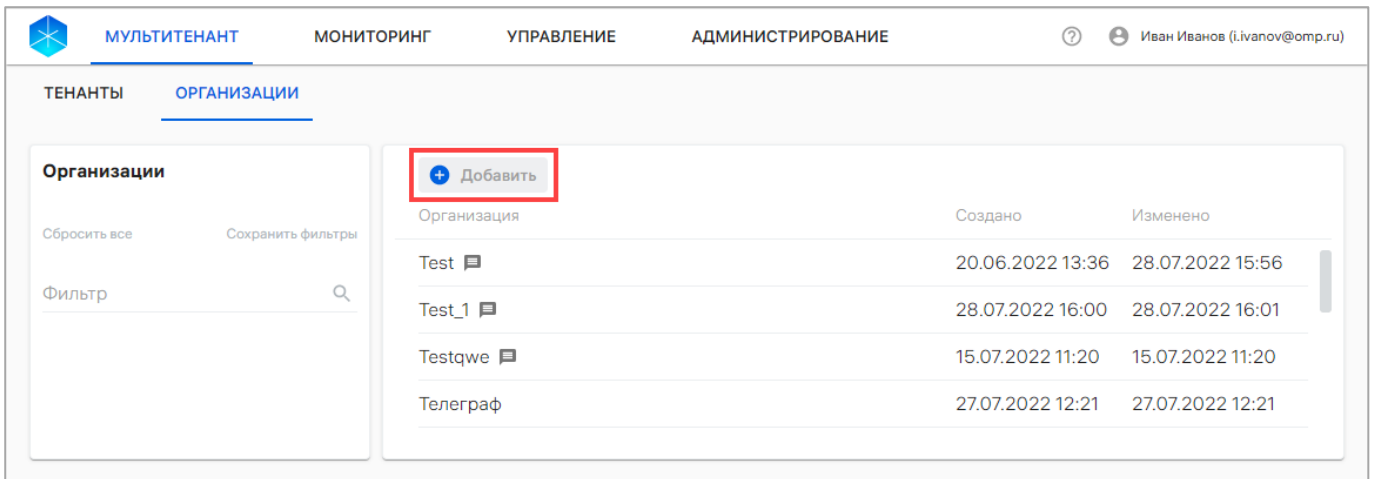 МУЛЬТИТЕНАНТ МОНИТОРИНГ УПРАВЛЕНИЕ АДМИНИСТРИРОВАНИЕ Иван Иванов (i.ivanov@omp.ru)
ТЕНАНТЫ ОРГАНИЗАЦИИ
Организации
Сбросить все Сохранить фильтры
Фильтр
Добавить
Организация Создано Изменено
Test 20.06.2022 13:36 28.07.2022 15:56
Test_1 28.07.2022 16:00 28.07.2022 16:01
Testqwe 15.07.2022 11:20 15.07.2022 11:20
Телеграф 27.07.2022 12:21 27.07.2022 12:21